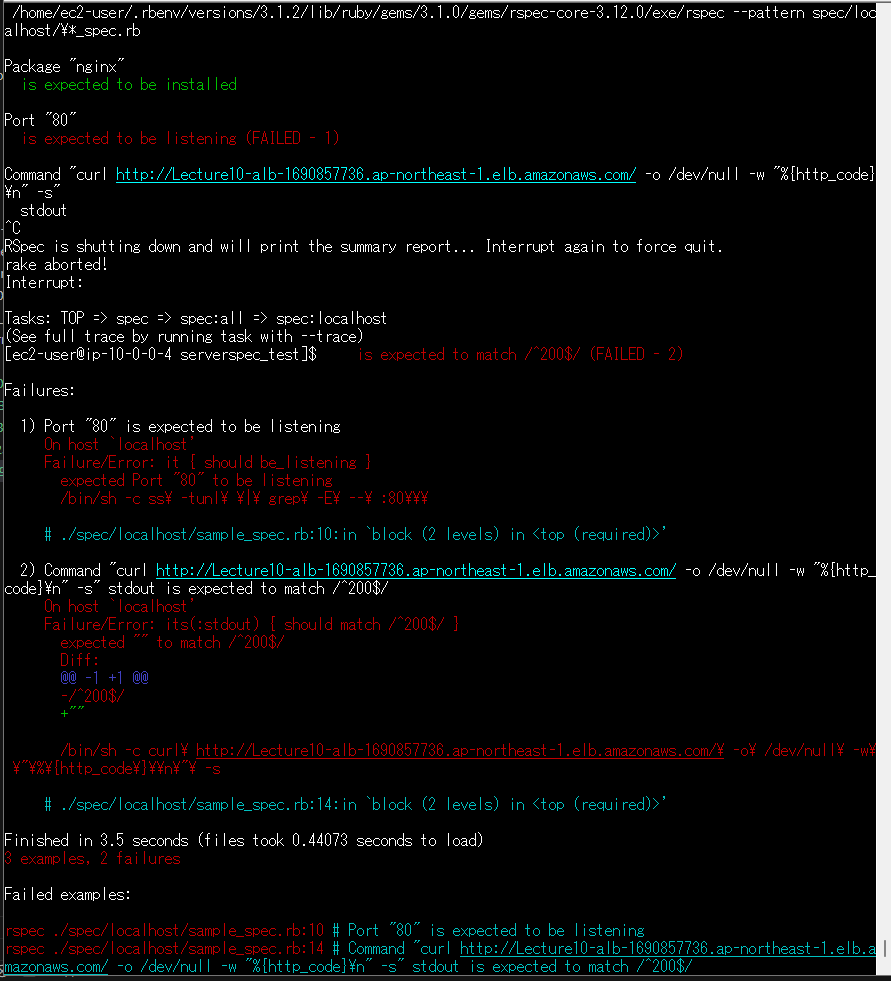 /home/ec2-user/.rbenv/versions/3.1.2/lib/ruby/gems/3.1.0/gems/rspec-core-3.12.0/exe/rspec --pattern spec/loc
alhost/¥*_spec.rb
Package "nginx"
is expected to be installed
Port "80"
is expected to be listening (FAILED - 1)
Command "curl http://Lecture10-alb-1690857736.ap-northeast-1.elb.amazonaws.com/ -o /dev/null -w "%{http_code}
¥n" -s"
stdout
^C
RSpec is shutting down and will print the summary report... Interrupt again to force quit.
rake aborted!
Interrupt:
Tasks: TOP => spec => spec:all => spec:localhost
(See full trace by running task with --trace)
[ec2-user@ip-10-0-0-4 serverspec_test]$ is expected to match /^200$/ (FAILED - 2)
Failures:
1) Port "80" is expected to be listening
On host `localhost'
Failure/Error: it { should be_listening }
expected Port "80" to be listening
/bin/sh -c ss¥ -tunl¥ ¥|¥ grep¥ -E¥ --¥ :80¥¥¥
# ./spec/localhost/sample_spec.rb:10:in `block (2 levels) in <top (required)>'
2) Command "curl http://Lecture10-alb-1690857736.ap-northeast-1.elb.amazonaws.com/ -o /dev/null -w "%{http_
code}¥n" -s" stdout is expected to match /^200$/
On host `localhost'
Failure/Error: its(:stdout) { should match /^200$/ }
expected "" to match /^200$/
Diff:
@@ -1 +1 @@
-/^200$/
+""
/bin/sh -c curl¥ http://Lecture10-alb-1690857736.ap-northeast-1.elb.amazonaws.com/¥ -o¥ /dev/null¥ -w¥
¥"¥%¥{http_code¥}¥¥n¥"¥ -s
# ./spec/localhost/sample_spec.rb:14:in `block (2 levels) in <top (required)>'
Finished in 3.5 seconds (files took 0.44073 seconds to load)
3 examples, 2 failures
Failed examples:
rspec ./spec/localhost/sample_spec.rb:10 # Port "80" is expected to be listening
rspec ./spec/localhost/sample_spec.rb:14 # Command "curl http://Lecture10-alb-1690857736.ap-northeast-1.elb.a
mazonaws.com/ -o /dev/null -w "%{http_code}¥n" -s" stdout is expected to match /^200$/